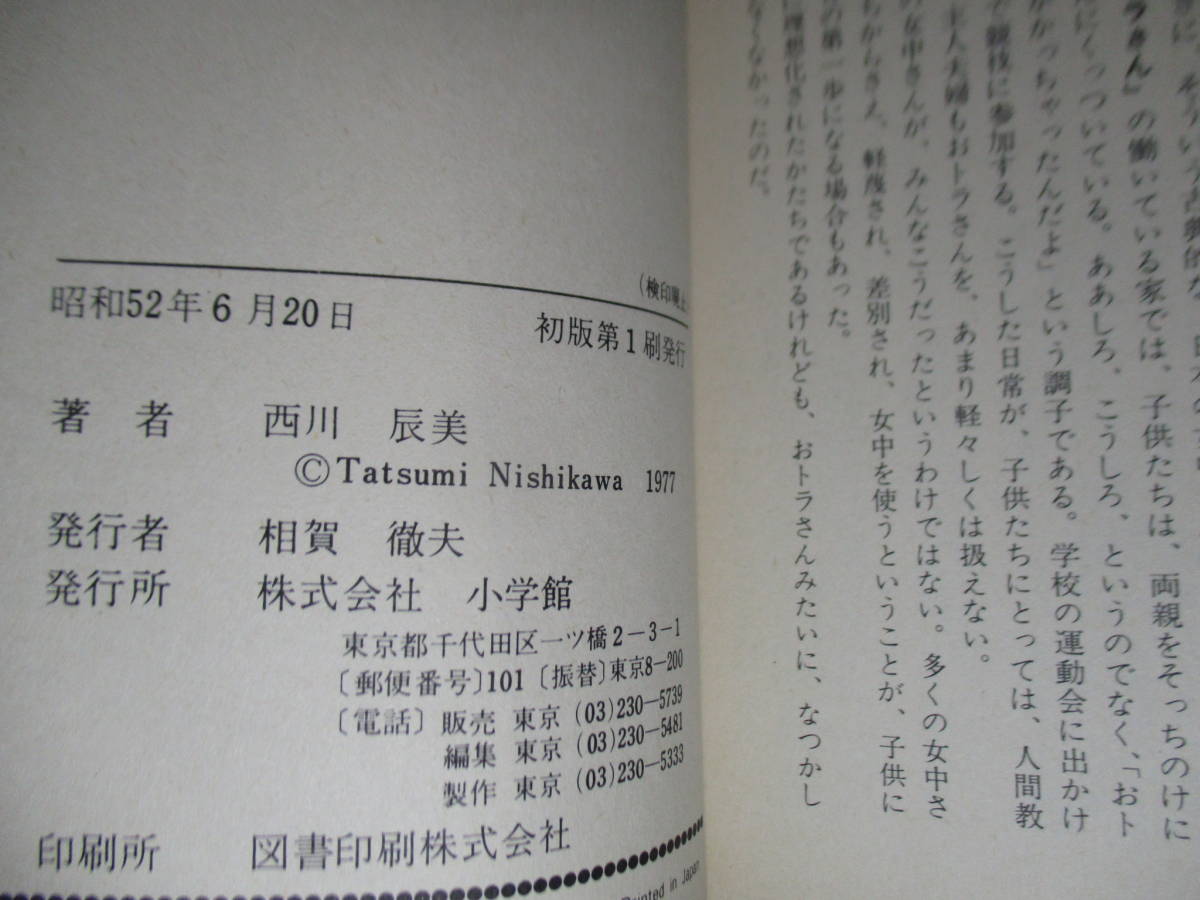 (検印廃止)
昭和52年6月20日 初版第1刷発行
著者 西川 辰美
©Tatsumi Nishikawa 1977
発行者 相賀 徹夫
発行所 株式会社 小学館
東京都千代田区一ツ橋2-3-1
〔郵便番号〕101〔振替〕東京8-200
〔電話〕販売 東京 (03)230-5739
編集 東京 (03)230-5481
製作 東京 (03)230-5333
印刷所 図書印刷株式会社
Printed in Japan
ラさん』の働いている家では、子供たちは、両親をそっちのけに
にくっついている。ああしろ、こうしろ、というのでなく、「おト
かっちゃったんだよ」という調子である。学校の運動会に出かけ
競技に参加する。こうした日常が、子供たちにとっては、人間教
主人夫婦もおトラさんを、あまり軽々しくは扱えない。
の女中さんが、みんなこうだったというわけではない。多くの女中さ
ちからさえ、軽蔑され、差別され、女中を使うということが、子供に
の第一歩になる場合もあった。
理想化されたかたちであるけれども、おトラさんみたいに、なつかし
なくなかったのだ。